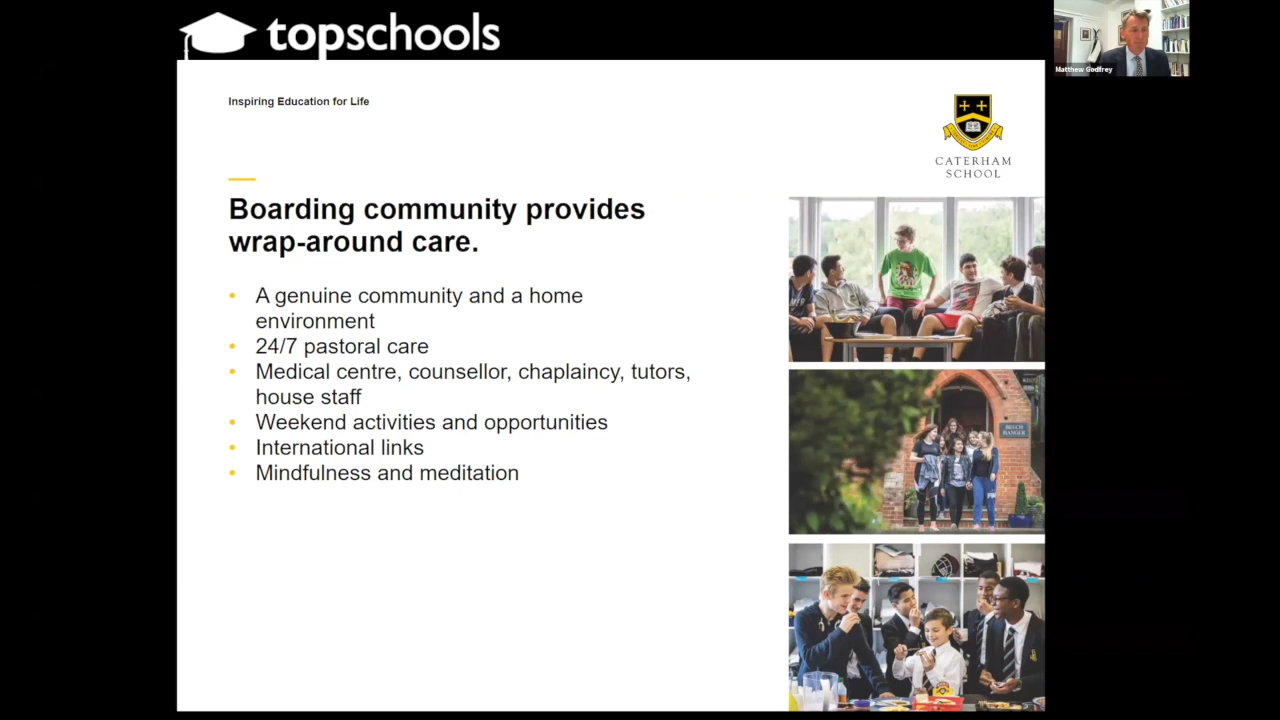 topschools
Matthew Godfrey
Inspiring Education for Life
CATERHAM
SCHOOL
Boarding community provides
wrap-around care.
• A genuine community and a home
environment
• 24/7 pastoral care
• Medical centre, counsellor, chaplaincy, tutors,
house staff
• Weekend activities and opportunities
• International links
• Mindfulness and meditation
BEECH
HANGER